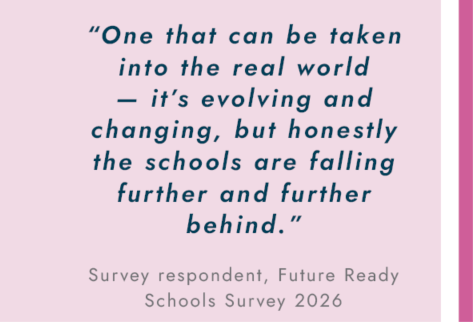 “One that can be taken
into the real world
— it’s evolving and
changing, but honestly
the schools are falling
further and further
behind.”
Survey respondent, Future Ready
Schools Survey 2026